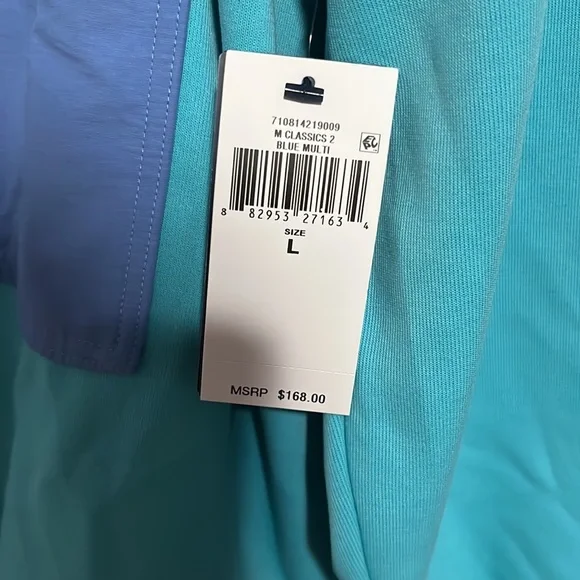 710814219009
M CLASSICS 2
BLUE MULTI
8 82953 27163 4
SIZE
L
MSRP $168.00